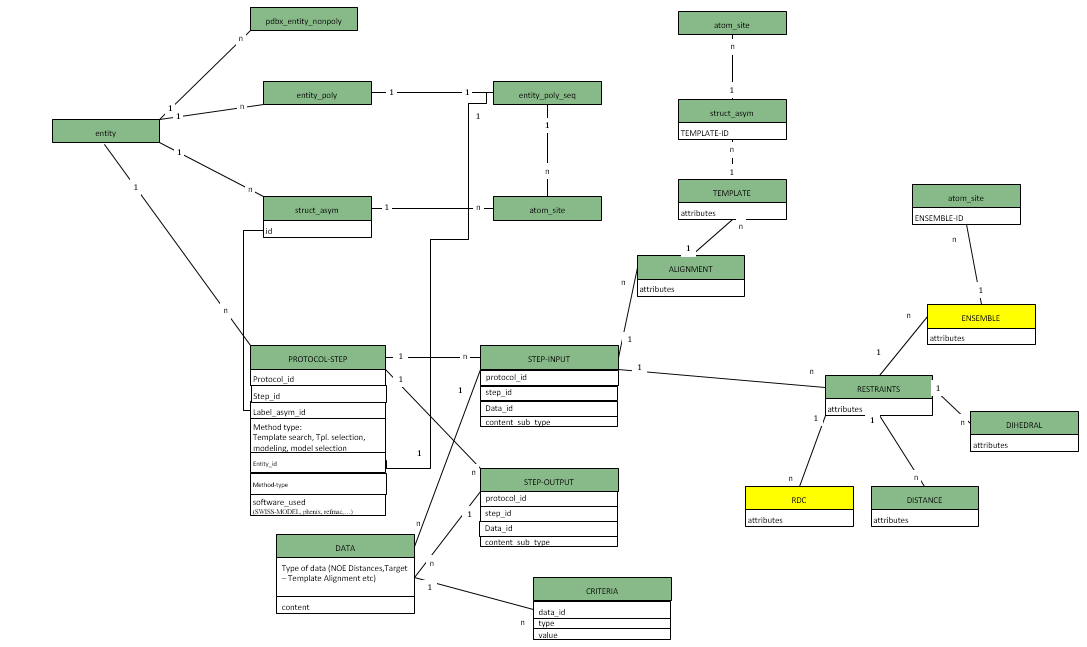 pdbx_entity_nonpoly
atom_site
n
n
entity_poly
1
1
entity_poly_seq
n
1
1
n
1
struct_asym
TEMPLATE-ID
entity
1
1
1
n
n
1
TEMPLATE
attributes
n
1
n
struct_asym
id
1
n
atom_site
atom_site
ENSEMBLE-ID
n
1
1
ALIGNMENT
attributes
n
n
1
ENSEMBLE
attributes
n
1
1
n
PROTOCOL-STEP
Protocol_id
Step_id
Label_asym_id
Method type:
Template search, Tpl. selection,
modeling, model selection
Entity_id
Method-type
software_used
(SWISS-MODEL, phenix, refmac,...)
1
n
1
1
1
STEP-INPUT
protocol_id
step_id
Data_id
content_sub_type
1
n
RESTRAINTS
attributes
1
1
1
n
DIHEDRAL
attributes
n
n
RDC
attributes
DISTANCE
attributes
n
1
STEP-OUTPUT
protocol_id
step_id
Data_id
content_sub_type
n
n
1
DATA
Type of data (NOE Distances,Target
– Template Alignment etc)
content
n
CRITERIA
data_id
type
value